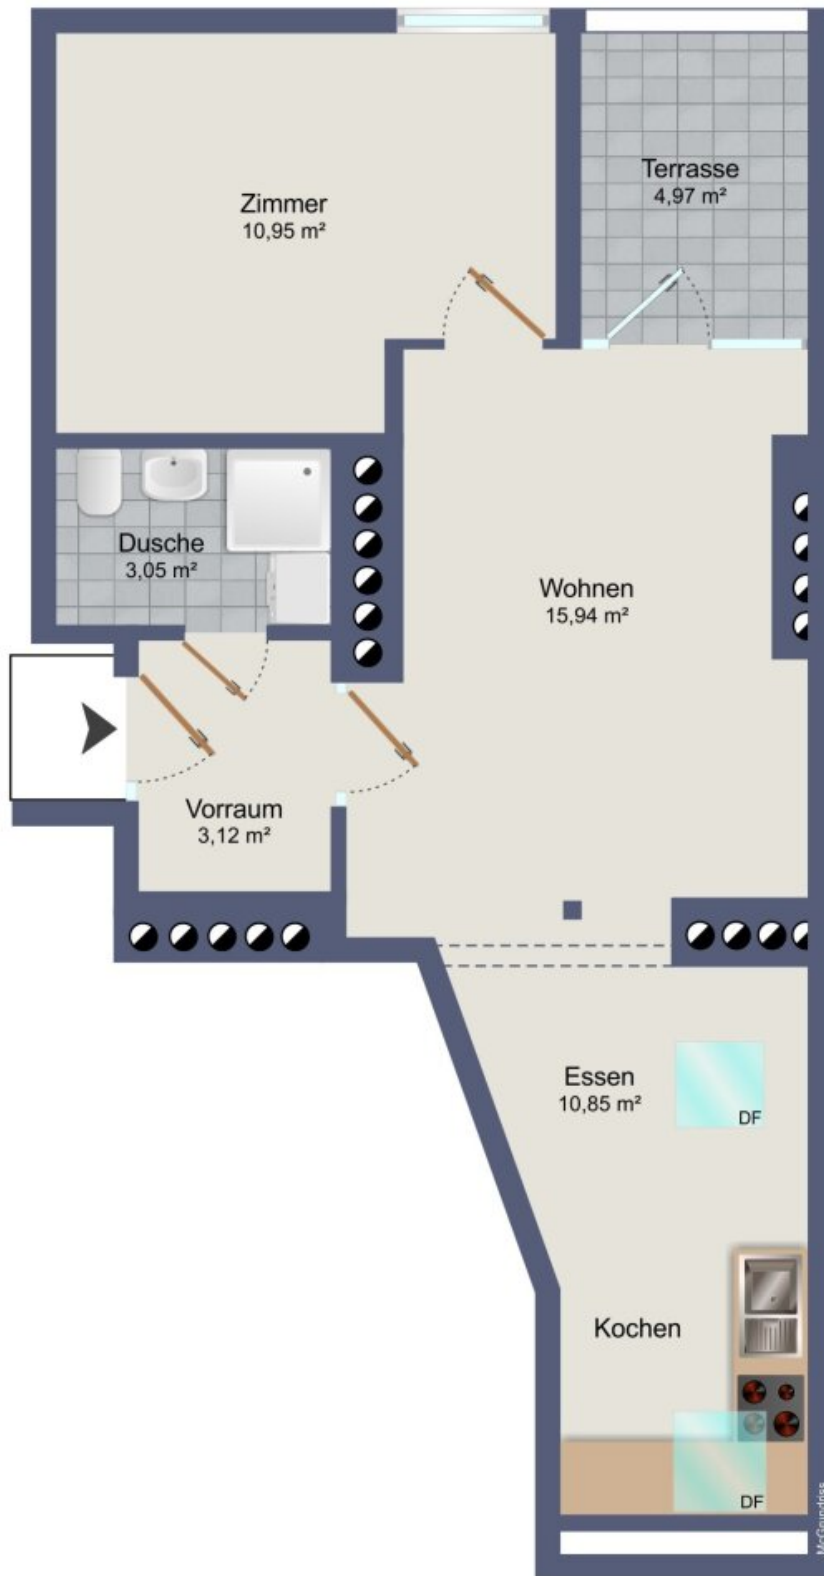 Terrasse
4,97 m²
Zimmer
10,95 m²
Dusche
3,05 m²
Wohnen
15,94 m²
Vorraum
3,12 m²
Essen
10,85 m²
DF
Kochen
DF
McGrundriss